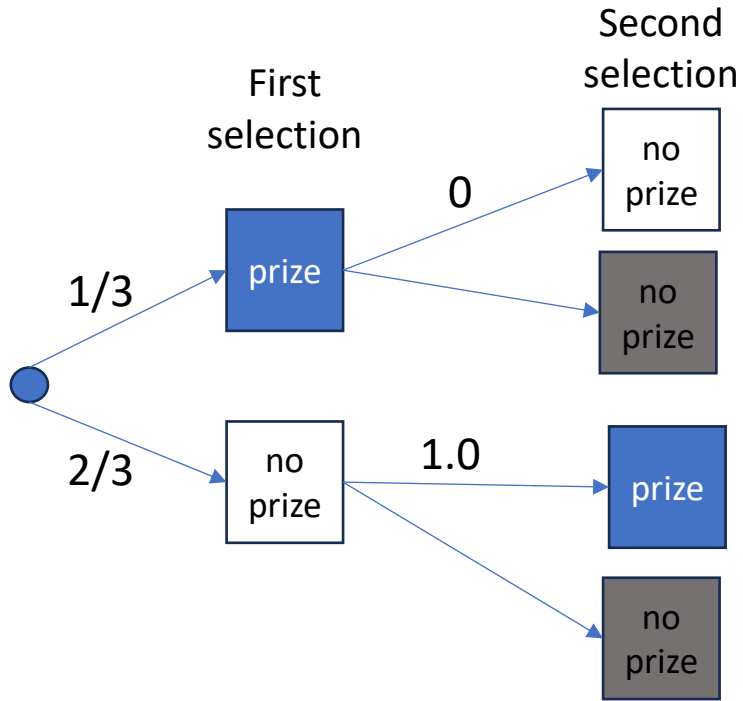 Second
selection
First
selection
no
prize
0
prize
1/3
no
prize
2/3
no
prize
1.0
prize
no
prize